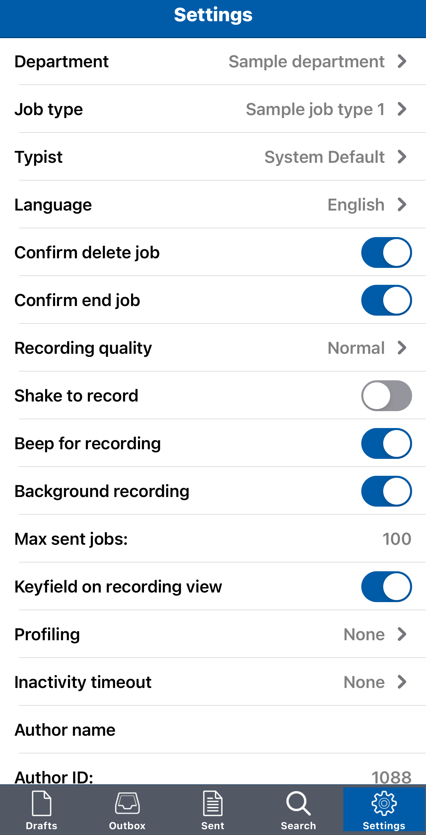 Settings
Department Sample department
Job type Sample job type 1
Typist System Default
Language English
Confirm delete job
Confirm end job
Recording quality Normal
Shake to record
Beep for recording
Background recording
Max sent jobs: 100
Keyfield on recording view
Profiling None
Inactivity timeout None
Author name
Author ID: 1088
Drafts Outbox Sent Search Settings